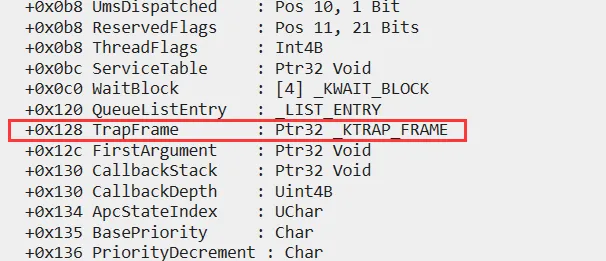 +0x0b8 UmsDispatched    : Pos 10, 1 Bit
+0x0b8 ReservedFlags    : Pos 11, 21 Bits
+0x0b8 ThreadFlags      : Int4B
+0x0bc ServiceTable     : Ptr32 Void
+0x0c0 WaitBlock        : [4] _KWAIT_BLOCK
+0x120 QueueListEntry   : _LIST_ENTRY
+0x128 TrapFrame        : Ptr32 _KTRAP_FRAME
+0x12c FirstArgument    : Ptr32 Void
+0x130 CallbackStack    : Ptr32 Void
+0x130 CallbackDepth    : Uint4B
+0x134 ApcStateIndex    : UChar
+0x135 BasePriority     : Char
+0x136 PriorityDecrement : Char